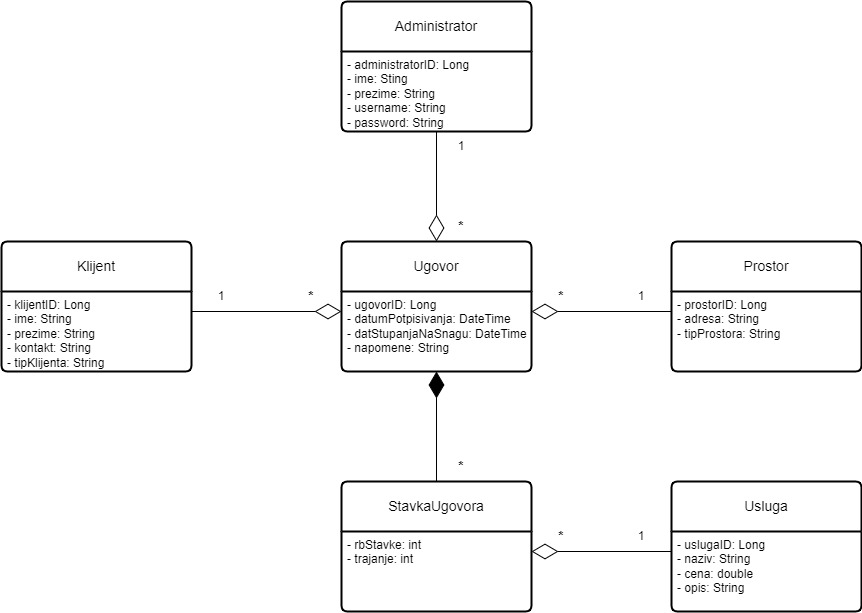 Administrator
- administratorID: Long
- ime: Sting
- prezime: String
- username: String
- password: String
1
*
Klijent
- klijentID: Long
- ime: String
- prezime: String
- kontakt: String
- tipKlijenta: String
1
*
Ugovor
- ugovorID: Long
- datumPotpisivanja: DateTime
- datStupanjaNaSnagu: DateTime
- napomene: String
*
1
Prostor
- prostorID: Long
- adresa: String
- tipProstora: String
*
StavkaUgovora
- rbStavke: int
- trajanje: int
*
1
Usluga
- uslugaID: Long
- naziv: String
- cena: double
- opis: String